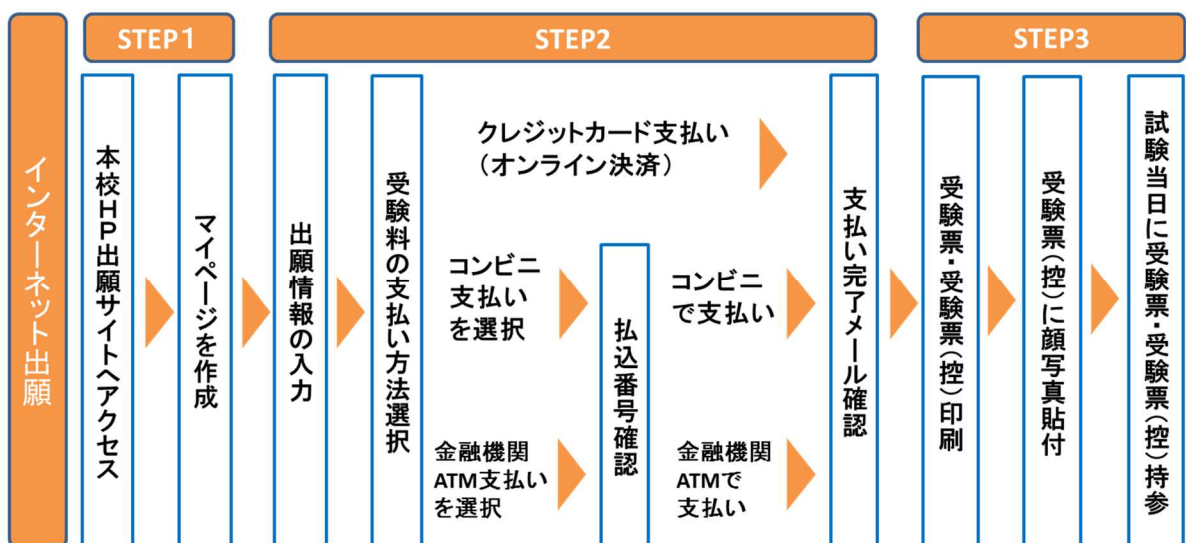 インターネット出願
STEP1
本校HP出願サイトへアクセス
マイページを作成
STEP2
出願情報の入力
受験料の支払い方法選択
クレジットカード支払い
(オンライン決済)
コンビニ
支払い
を選択
金融機関
ATM支払い
を選択
払込番号確認
コンビニ
で支払い
金融機関
ATMで
支払い
支払い完了メール確認
STEP3
受験票・受験票(控)印刷
受験票(控)に顔写真貼付
試験当日に受験票・受験票(控)持参